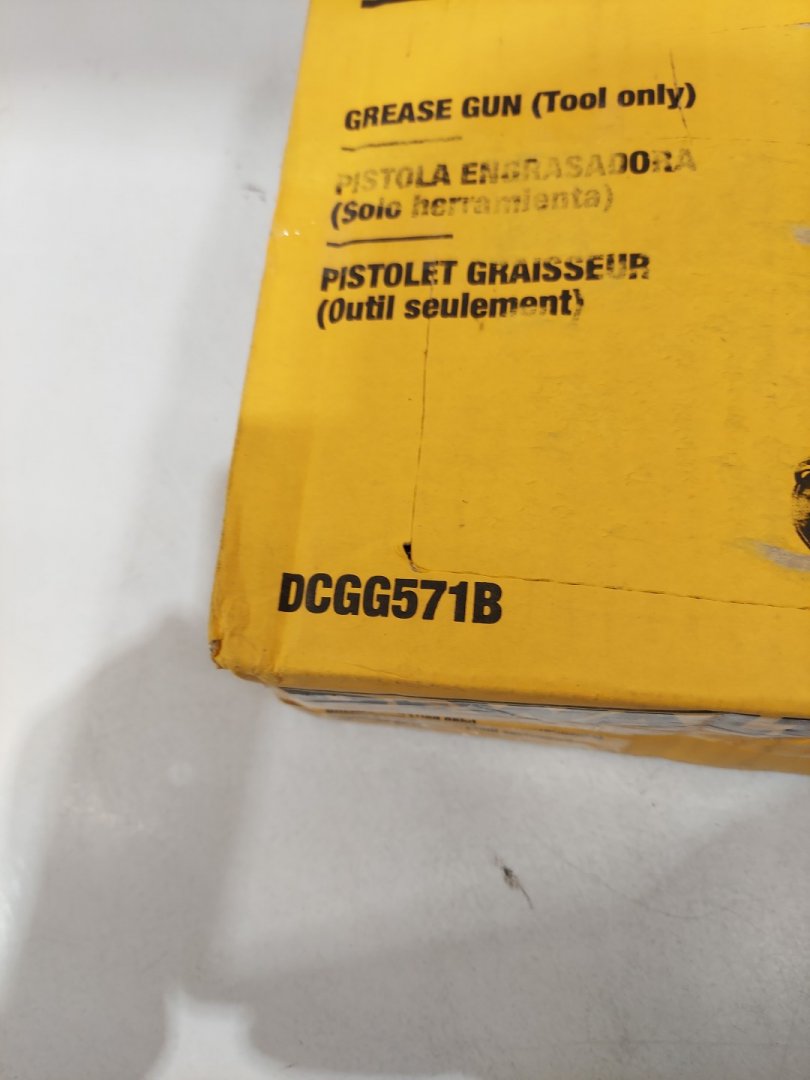 GREASE GUN (Tool only)
PISTOLA ENGRASADORA
(Solo herramienta)
PISTOLET GRAISSEUR
(Outil seulement)
DCGG571B